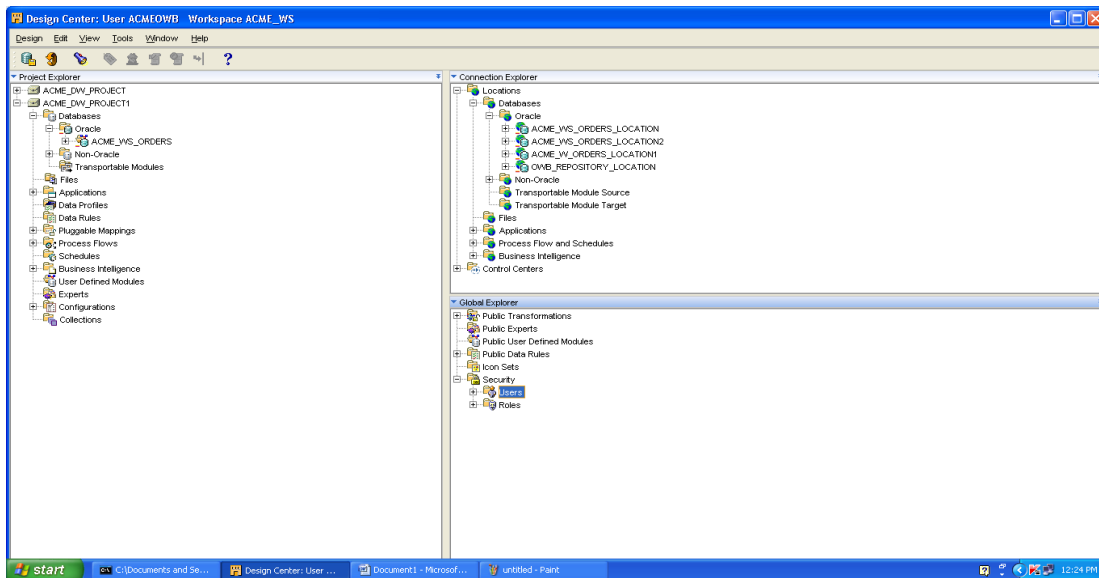 Design Center: User ACMEOWB Workspace ACME_WS
Design Edit View Tools Window Help
?
Project Explorer
ACME_DW_PROJECT
ACME_DW_PROJECT1
Databases
Oracle
ACME_WS_ORDERS
Non-Oracle
Transportable Modules
Files
Applications
Data Profiles
Data Rules
Pluggable Mappings
Process Flows
Schedules
Business Intelligence
User Defined Modules
Experts
Configurations
Collections
Connection Explorer
Locations
Databases
Oracle
ACME_WS_ORDERS_LOCATION
ACME_WS_ORDERS_LOCATION2
ACME_W_ORDERS_LOCATION1
OWB_REPOSITORY_LOCATION
Non-Oracle
Transportable Module Source
Transportable Module Target
Files
Applications
Process Flow and Schedules
Business Intelligence
Control Centers
Global Explorer
Public Transformations
Public Experts
Public User Defined Modules
Public Data Rules
Icon Sets
Security
Users
Roles
start C:\Documents and Se... Design Center: User ... Document1 - Microsof... untitled - Paint 12:24 PM